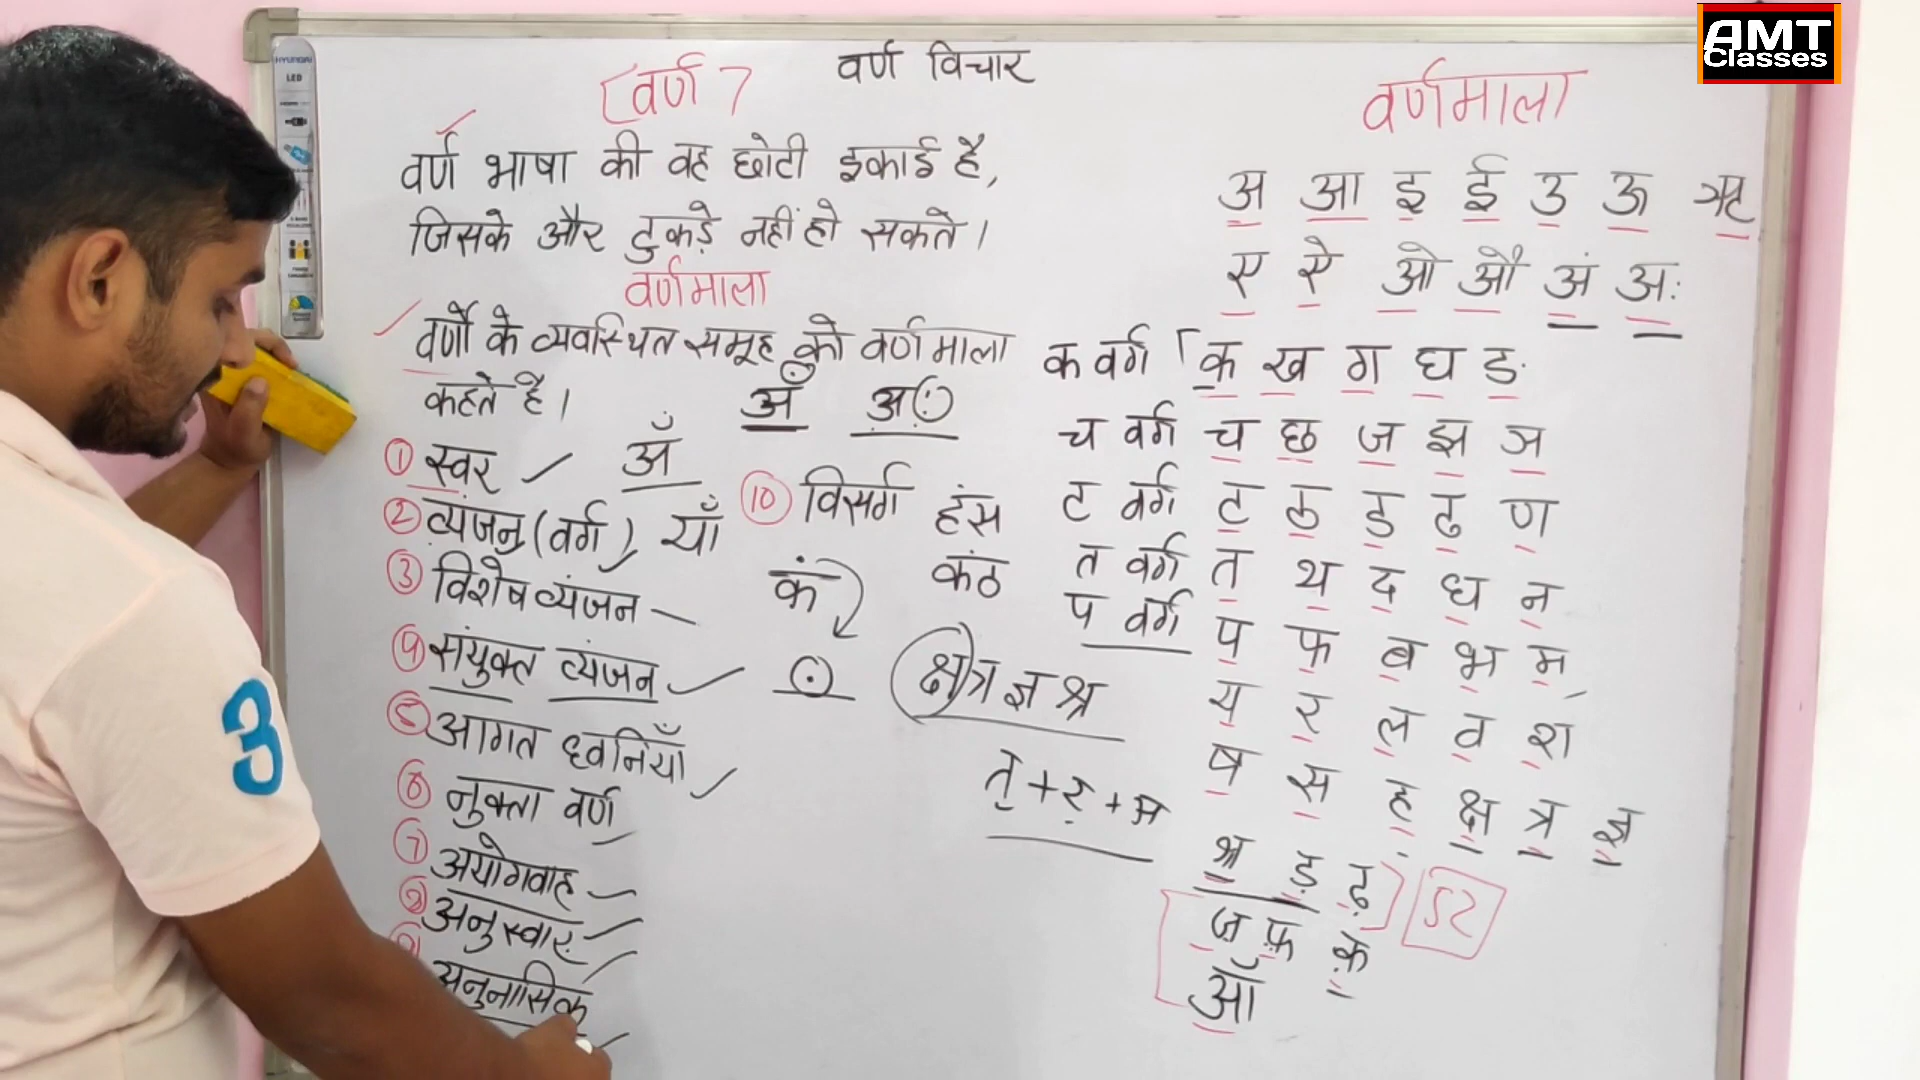 AMT
Classes
HYUNDAI
LED
वर्ण विचार
[वर्ण]
वर्ण भाषा की वह छोटी इकाई है,
जिसके और टुकड़े नहीं हो सकते।
वर्णमाला
वर्णों के व्यवस्थित समूह को वर्णमाला
कहते है।
अँ अः
① स्वर अँ
② व्यंजन (वर्ग) याँ
③ विशेष व्यंजन
④ संयुक्त व्यंजन
⑤ आगत ध्वनियाँ
⑥ नुक्ता वर्ण
⑦ अयोगवाह
⑧ अनुस्वार
अनुनासिक
⑩ विसर्ग
हंस
कंठ
कं
क्ष त्र ज्ञ श्र
त् + र् + अ
वर्णमाला
अ आ इ ई उ ऊ ऋ
ए ऐ ओ औ अं अः
क वर्ग क ख ग घ ङ
च वर्ग च छ ज झ ञ
ट वर्ग ट ठ ड ढ ण
त वर्ग त थ द ध न
प वर्ग प फ ब भ म
य र ल व श
ष स ह क्ष त्र ज्ञ
श्र ड़ ढ़
ज़ फ़ क़
ऑ
52